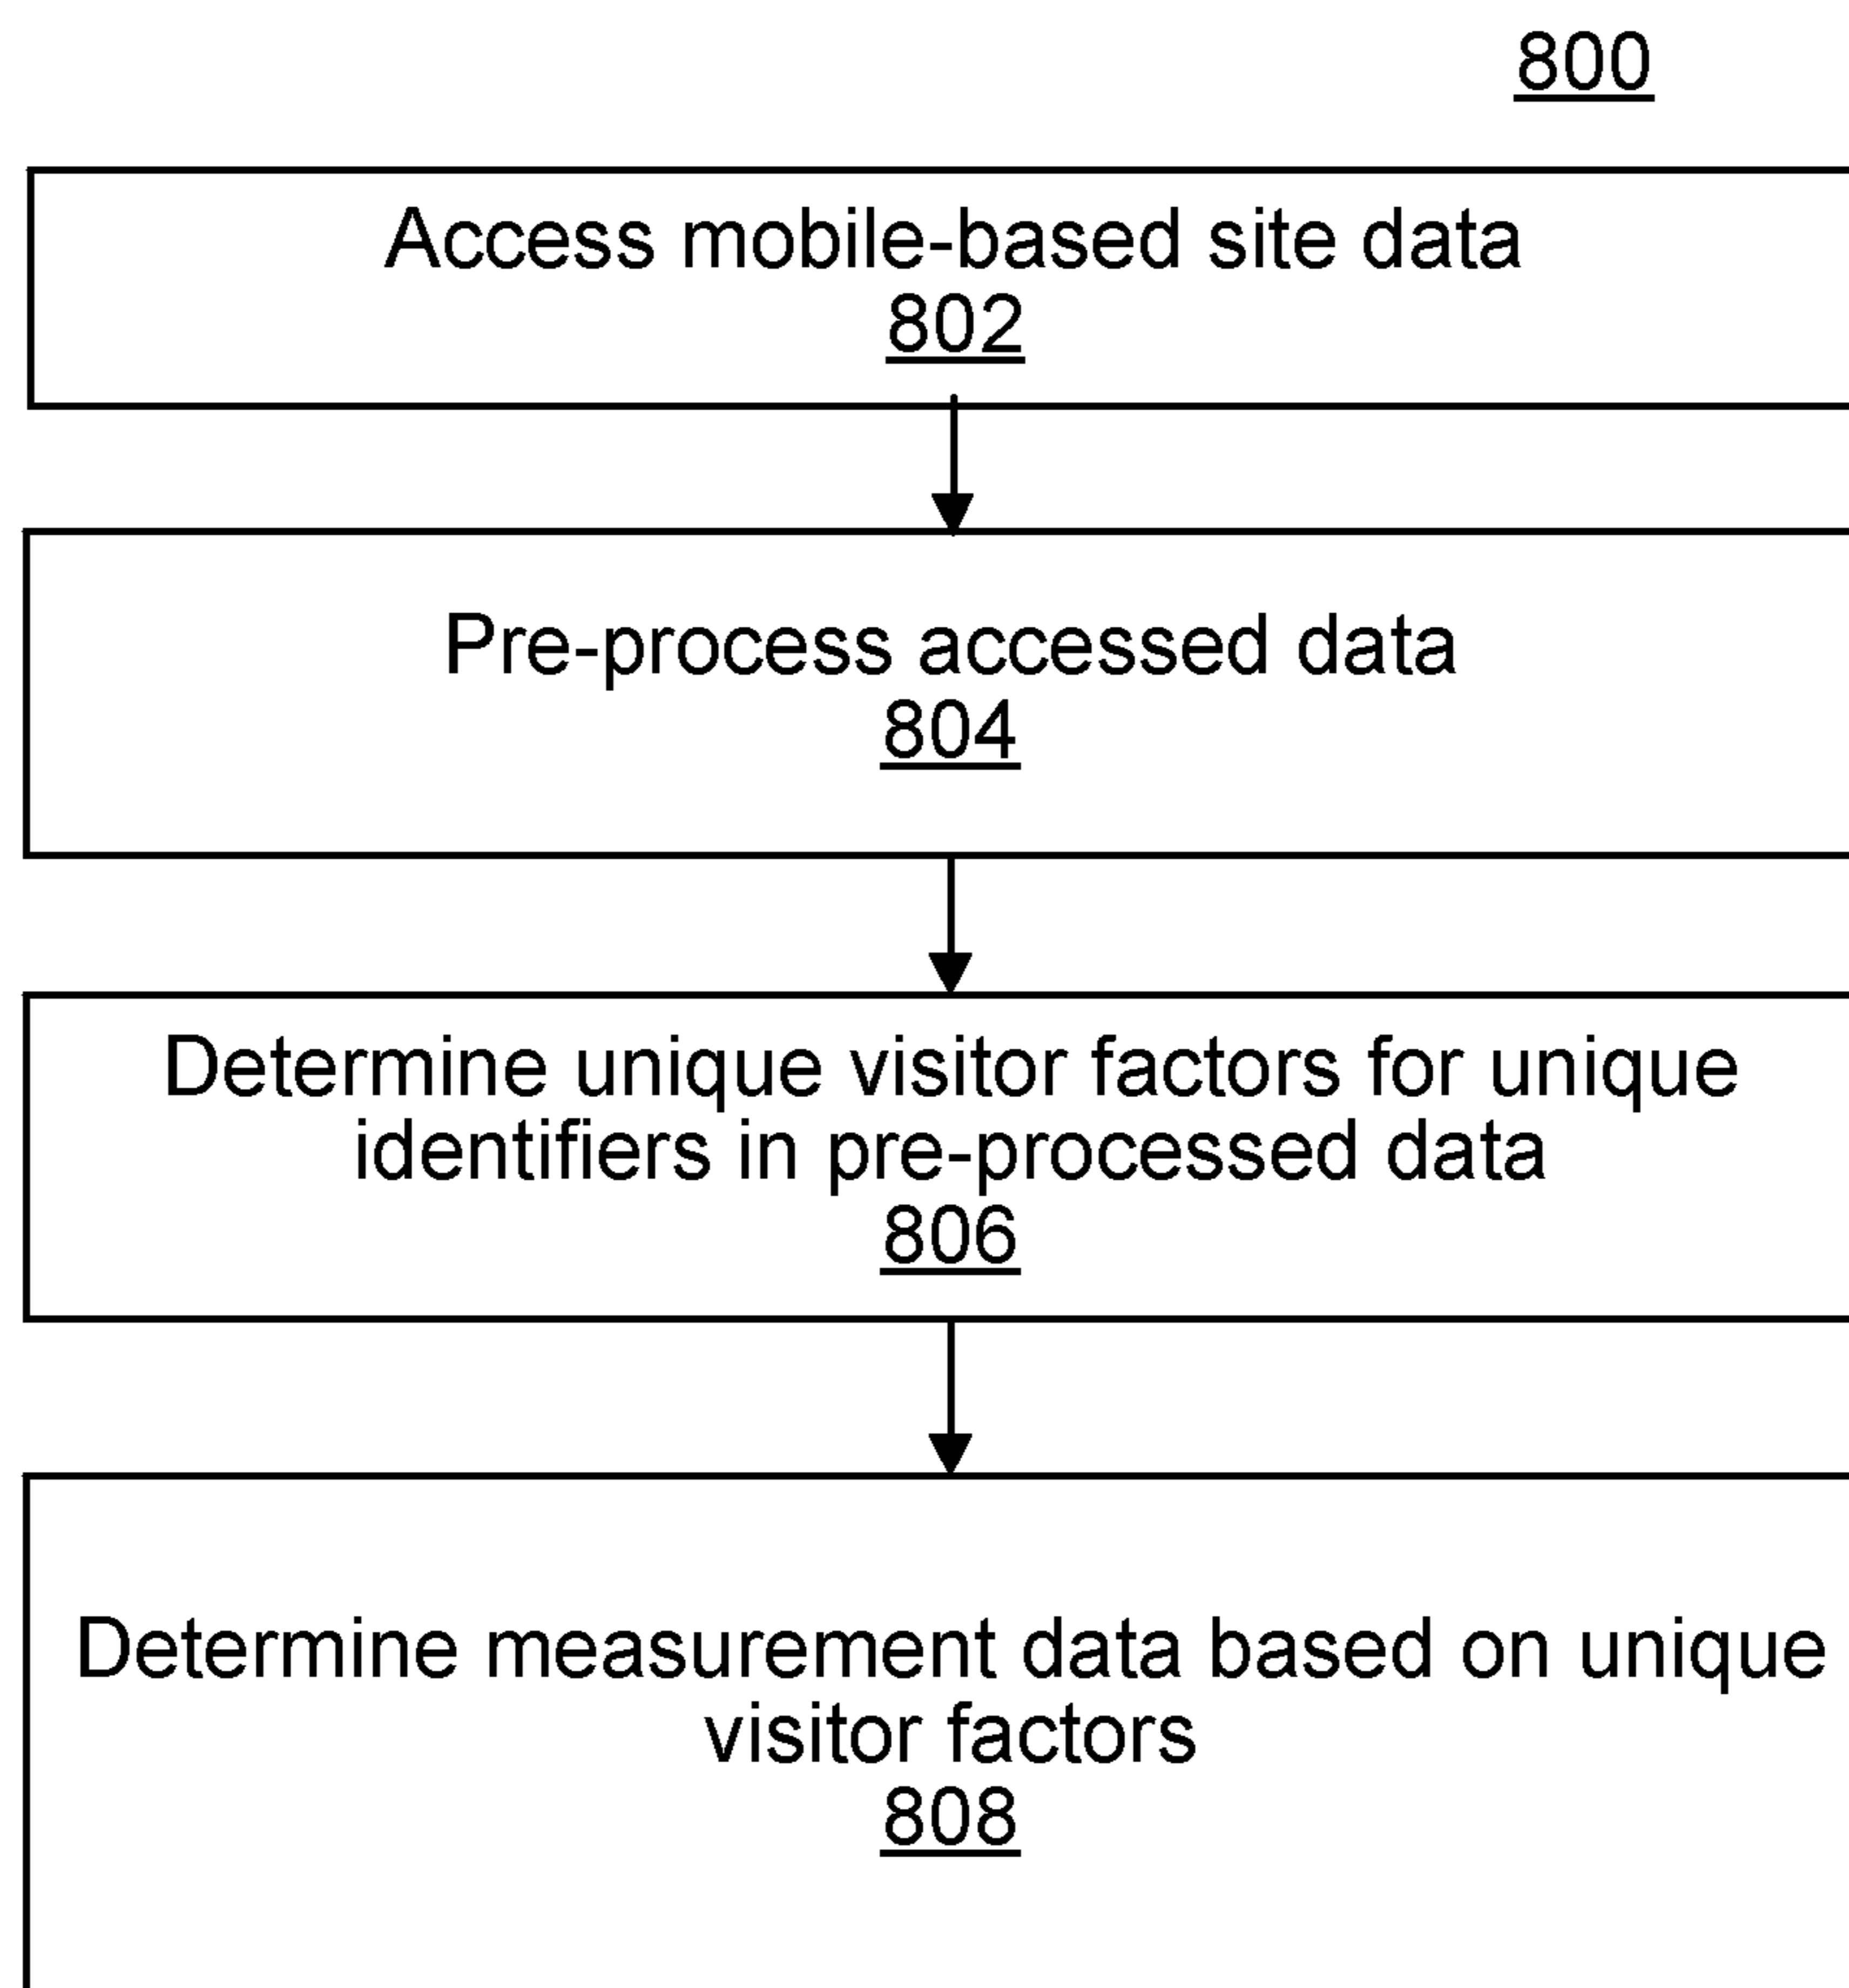 800
Access mobile-based site data
802
Pre-process accessed data
804
Determine unique visitor factors for unique
identifiers in pre-processed data
806
Determine measurement data based on unique
visitor factors
808